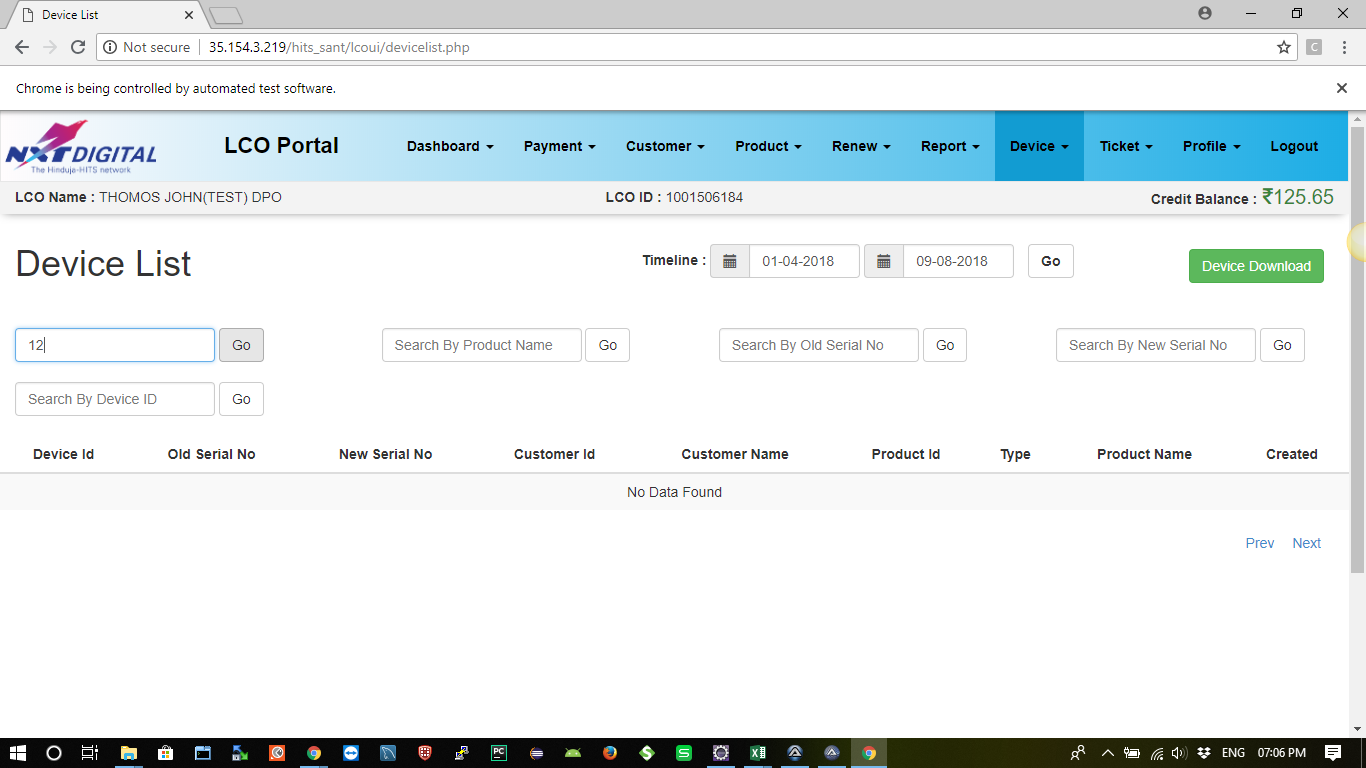 Device List
Not secure 35.154.3.219/hits_sant/lcoui/devicelist.php
C
Chrome is being controlled by automated test software.
NXT DIGITAL
The Hinduja-HITS network
LCO Portal Dashboard Payment Customer Product Renew Report Device Ticket Profile Logout
LCO Name : THOMOS JOHN(TEST) DPO LCO ID : 1001506184 Credit Balance : ₹125.65
Device List Timeline : 01-04-2018 09-08-2018 Go Device Download
12 Go Search By Product Name Go Search By Old Serial No Go Search By New Serial No Go
Search By Device ID Go
Device Id Old Serial No New Serial No Customer Id Customer Name Product Id Type Product Name Created
No Data Found
Prev Next
PC S S ENG 07:06 PM